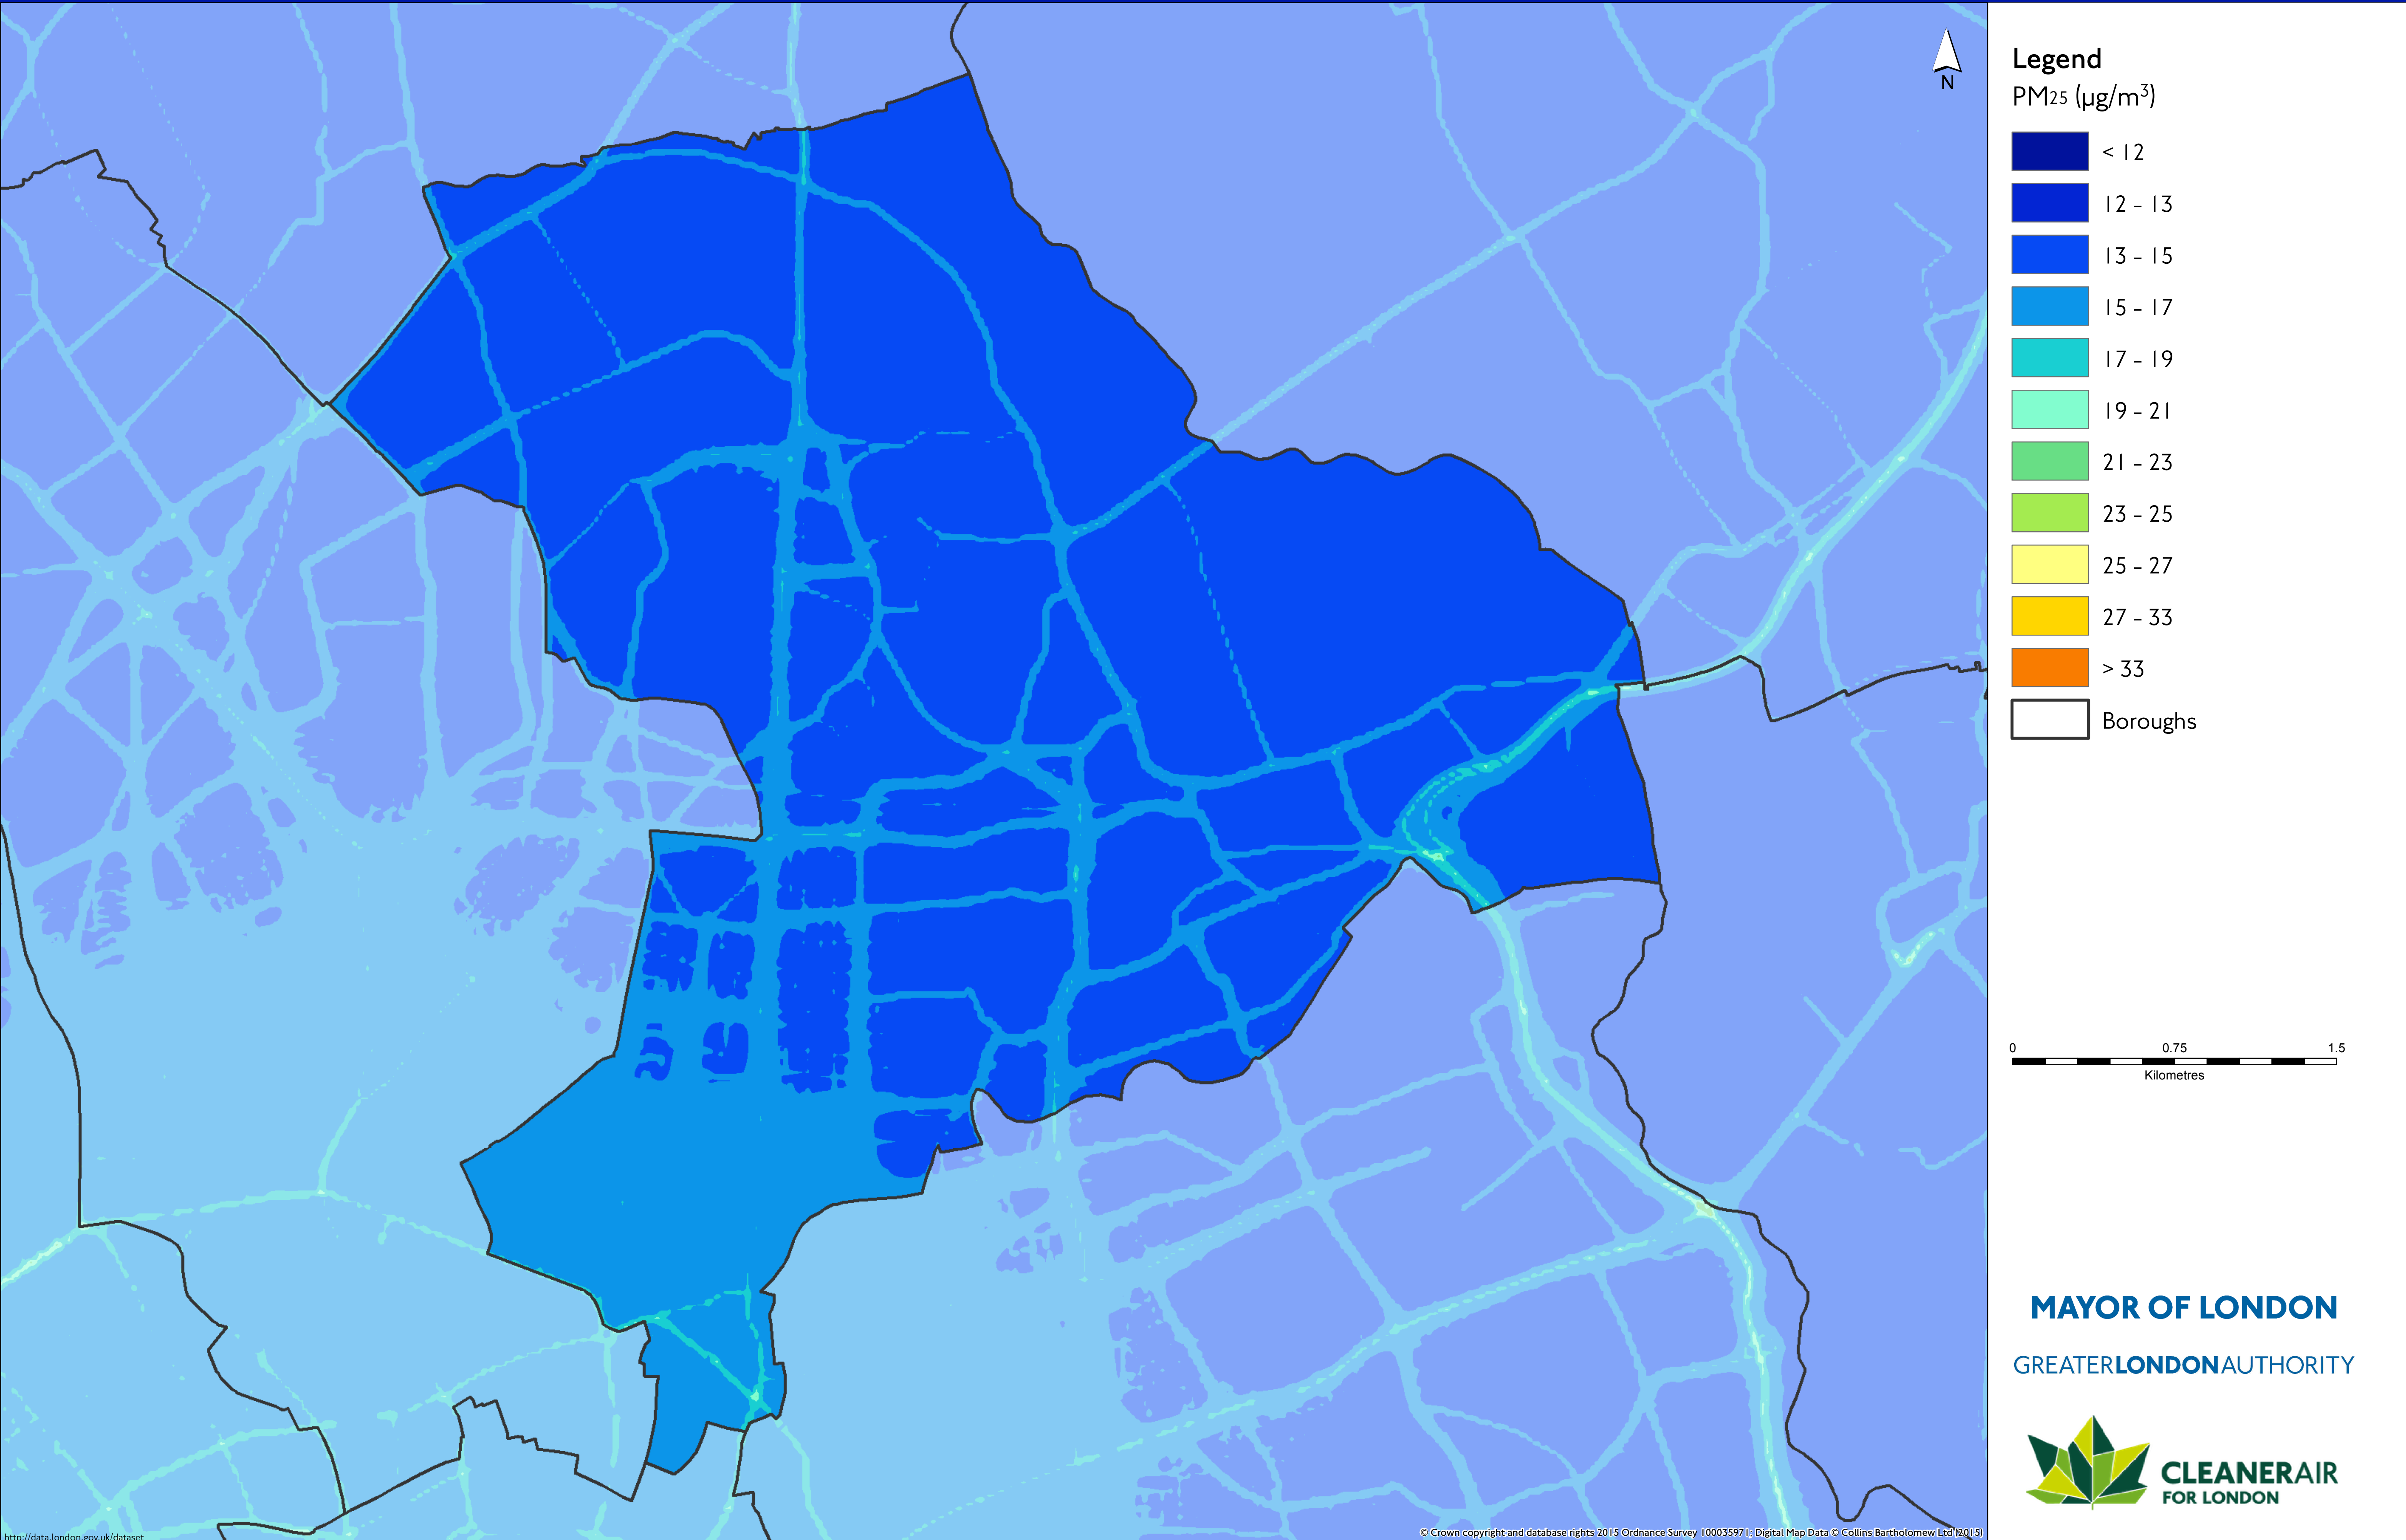 N
Legend
PM25 (µg/m3)
< 12
12 - 13
13 - 15
15 - 17
17 - 19
19 - 21
21 - 23
23 - 25
25 - 27
27 - 33
> 33
Boroughs
0 0.75 1.5
Kilometres
MAYOR OF LONDON
GREATERLONDONAUTHORITY
CLEANERAIR
FOR LONDON
http://data.london.gov.uk/dataset
© Crown copyright and database rights 2015 Ordnance Survey 100035971; Digital Map Data © Collins Bartholomew Ltd (2015)